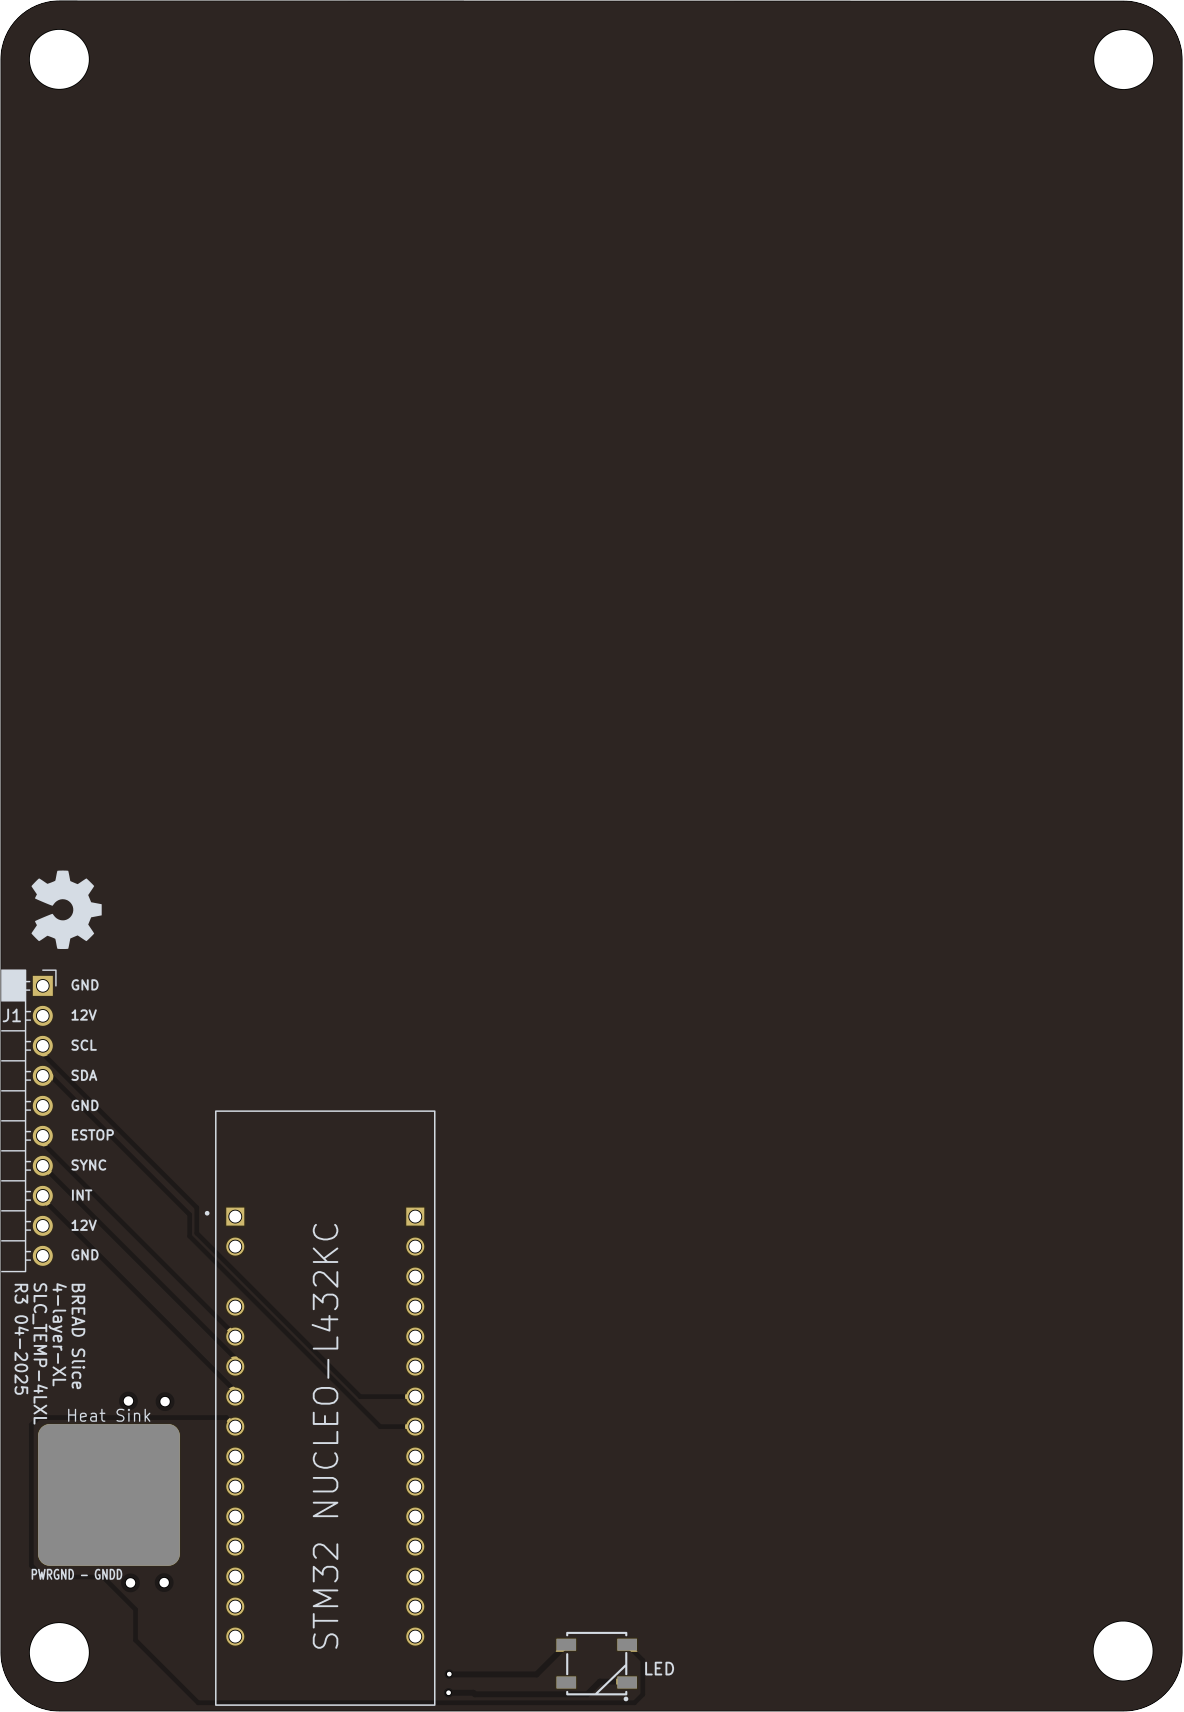 GND
J1
12V
SCL
SDA
GND
ESTOP
SYNC
INT
12V
GND
BREAD Slice
4-layer-XL
SLC_TEMP-4LXL
R3 04-2025
Heat Sink
PWRGND - GNDD
STM32 NUCLEO-L432KC
LED